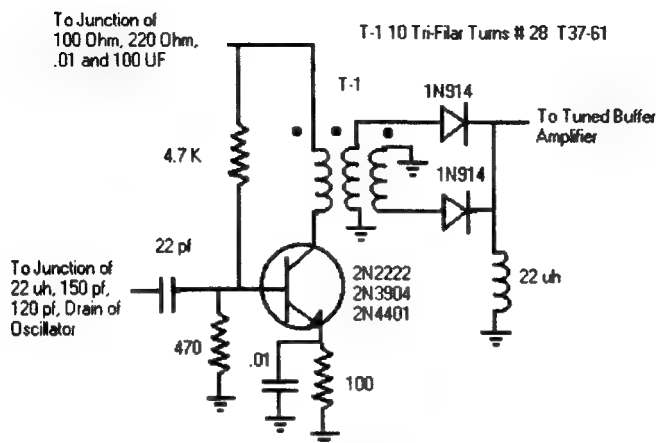 To Junction of
100 Ohm, 220 Ohm,
.01 and 100 UF
T-1 10 Tri-Filar Turns # 28 T37-61
T-1
1N914
To Tuned Buffer
Amplifier
4.7 K
1N914
22 pf
To Junction of
22 uh, 150 pf,
120 pf, Drain of
Oscillator
2N2222
2N3904
2N4401
22 uh
470
.01
100